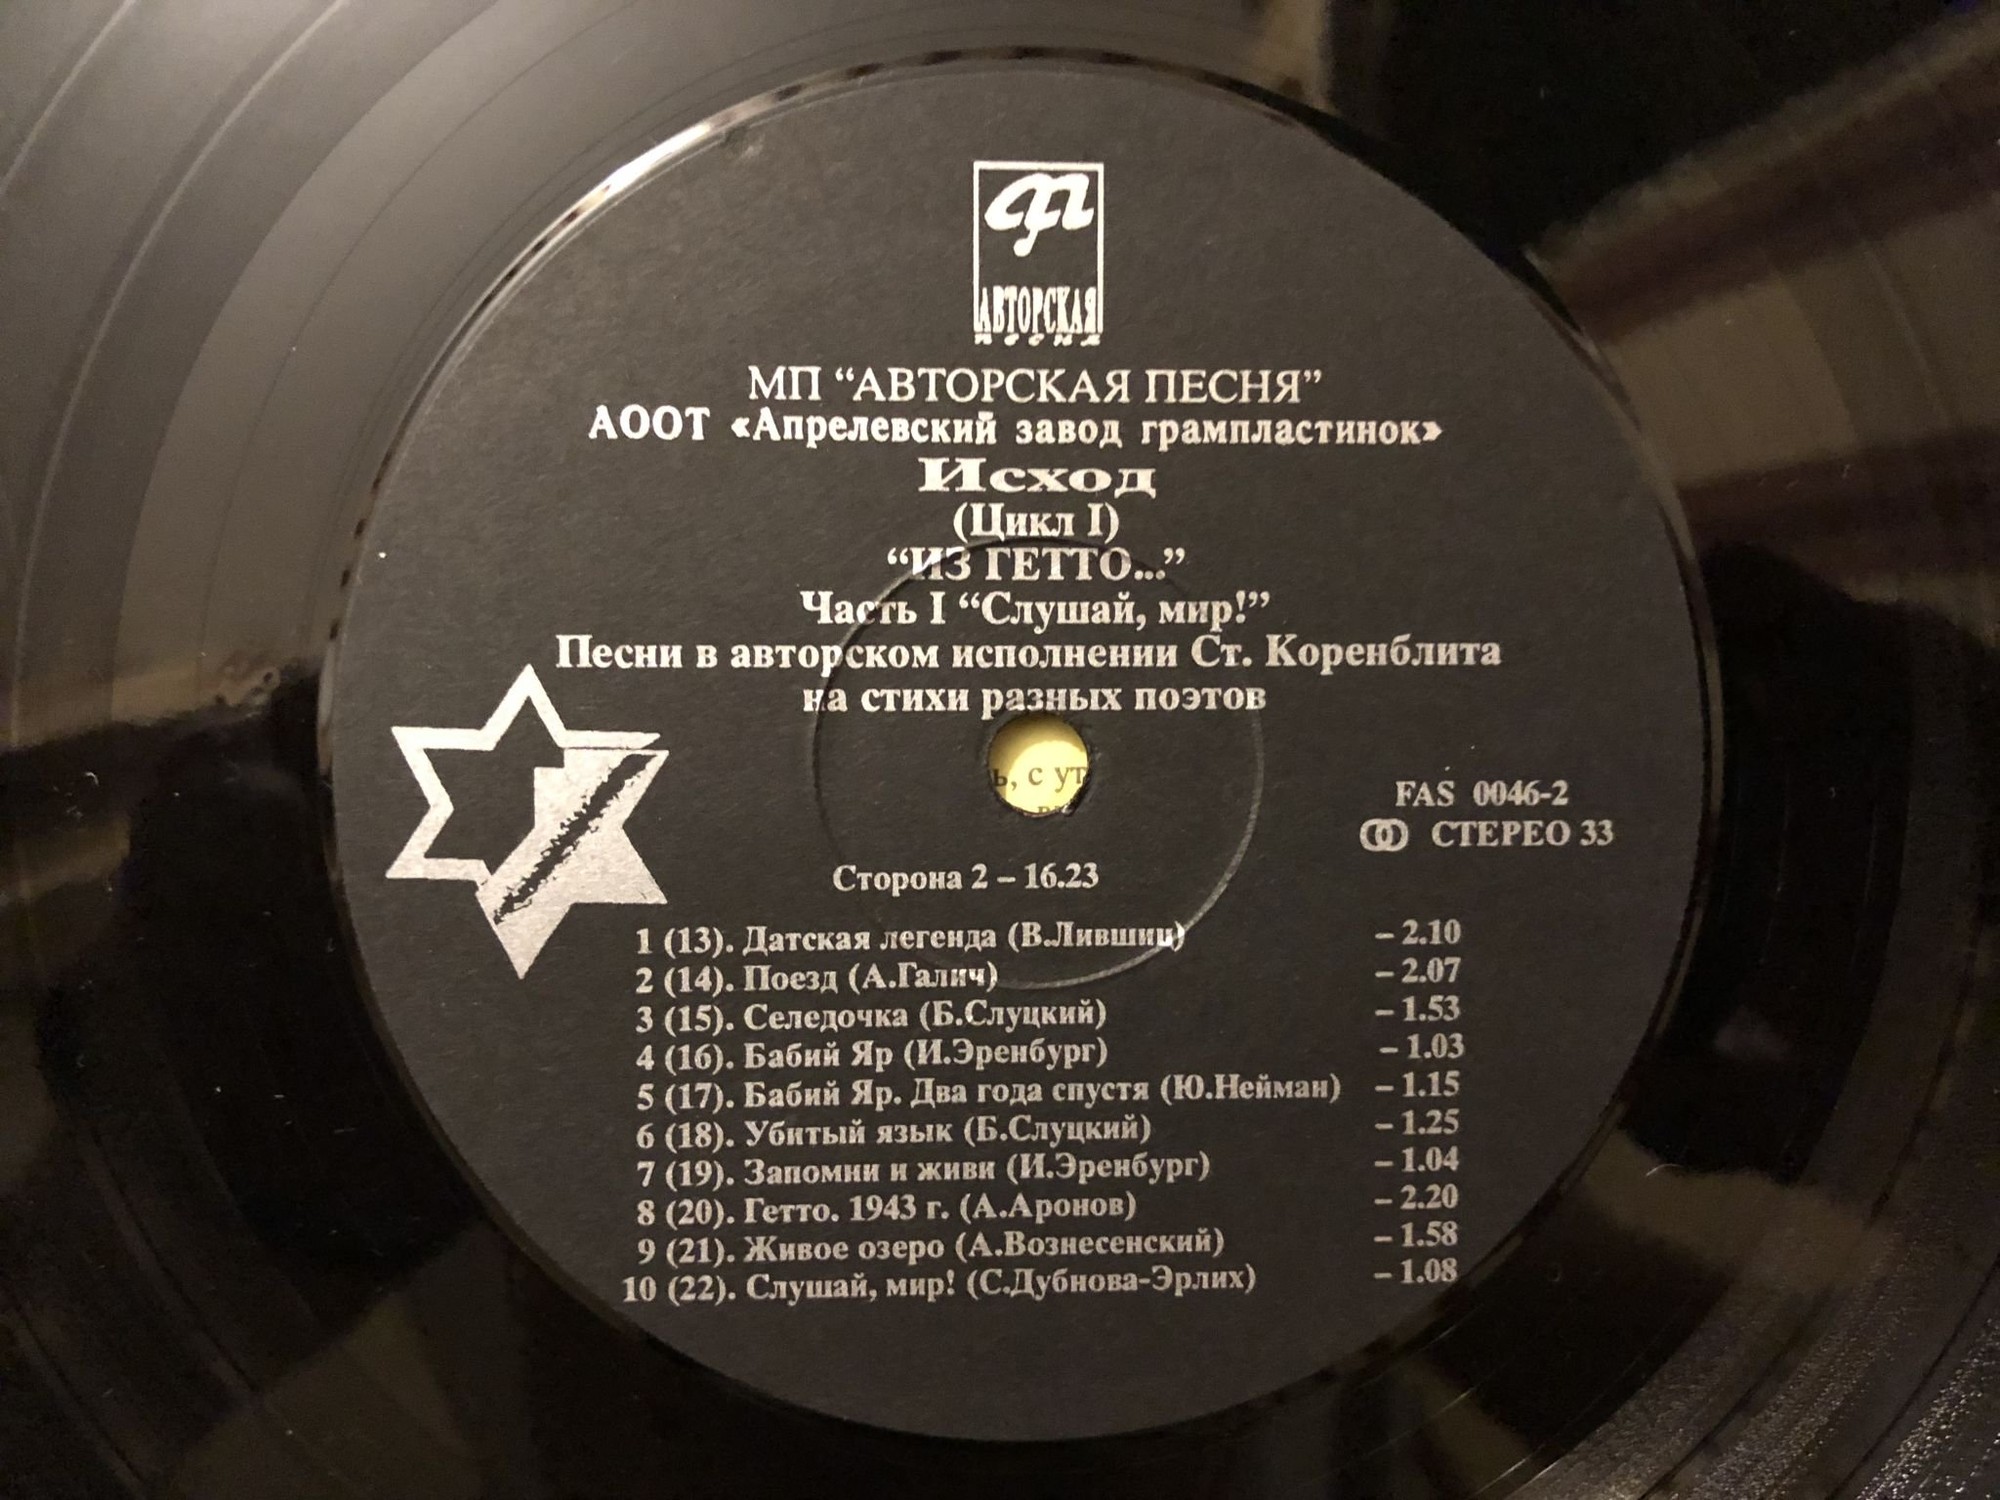 АВТОРСКАЯ
ПЕСНЯ
МП “АВТОРСКАЯ ПЕСНЯ”
АООТ «Апрелевский завод грампластинок»
Исход
(Цикл I)
“ИЗ ГЕТТО...”
Часть I “Слушай, мир!”
Песни в авторском исполнении Ст. Коренблита
на стихи разных поэтов
ь, с ут
FAS 0046-2
СТЕРЕО 33
Сторона 2 – 16.23
1 (13). Датская легенда (В.Лившиц) – 2.10
2 (14). Поезд (А.Галич) – 2.07
3 (15). Селедочка (Б.Слуцкий) – 1.53
4 (16). Бабий Яр (И.Эренбург) – 1.03
5 (17). Бабий Яр. Два года спустя (Ю.Нейман) – 1.15
6 (18). Убитый язык (Б.Слуцкий) – 1.25
7 (19). Запомни и живи (И.Эренбург) – 1.04
8 (20). Гетто. 1943 г. (А.Аронов) – 2.20
9 (21). Живое озеро (А.Вознесенский) – 1.58
10 (22). Слушай, мир! (С.Дубнова-Эрлих) – 1.08